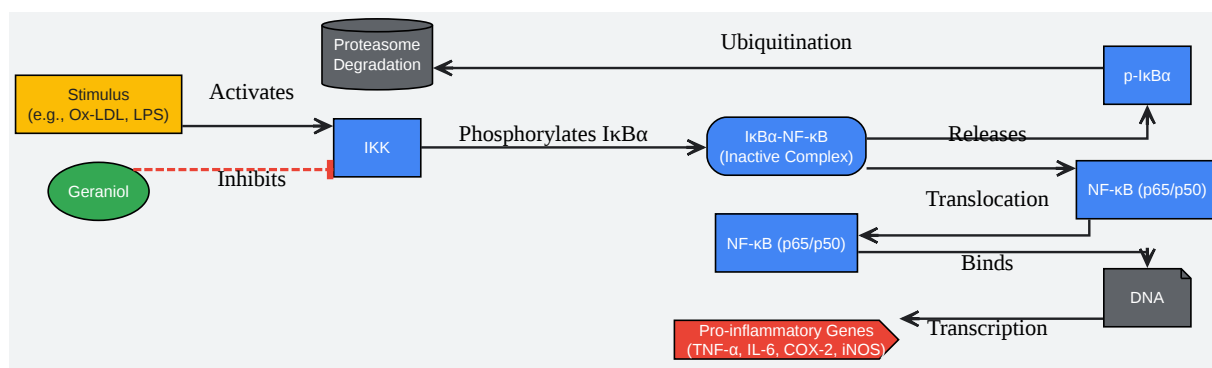 Proteasome
Degradation
Ubiquitination
p-IκBα
Stimulus
(e.g., Ox-LDL, LPS)
Activates
IKK
Phosphorylates IκBα
IκBα-NF-κB
(Inactive Complex)
Releases
Geraniol
Inhibits
Translocation
NF-κB (p65/p50)
NF-κB (p65/p50)
Binds
DNA
Transcription
Pro-inflammatory Genes
(TNF-α, IL-6, COX-2, iNOS)